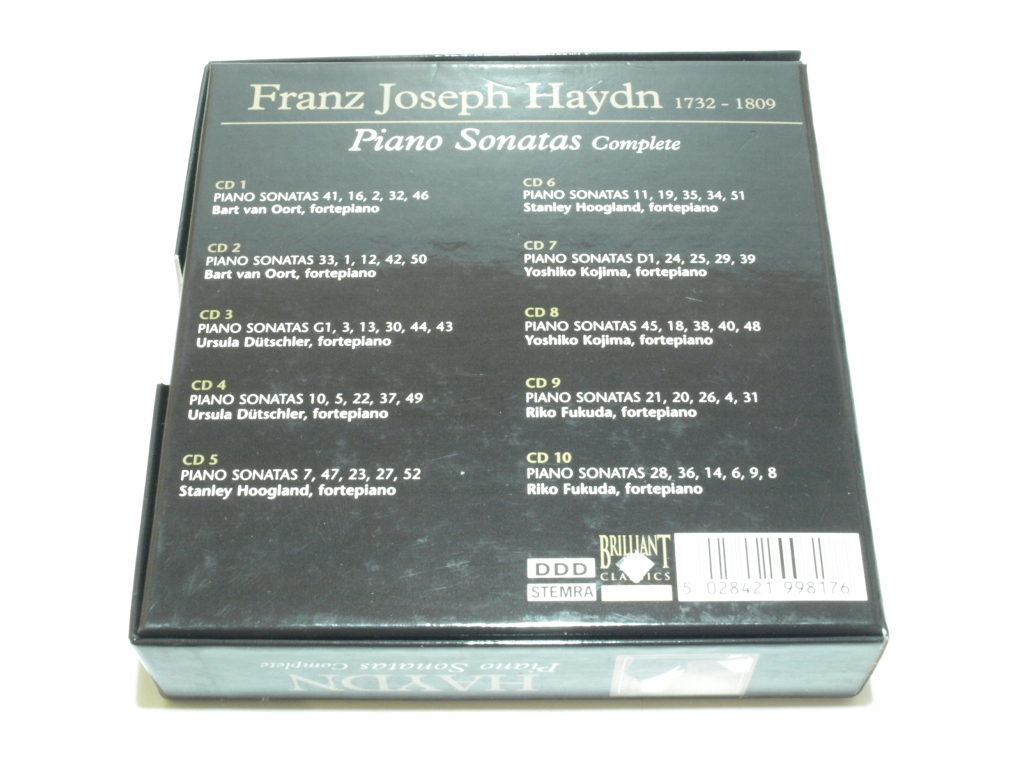 Franz Joseph Haydn 1732 - 1809
Piano Sonatas Complete
CD 1
PIANO SONATAS 41, 16, 2, 32, 46
Bart van Oort, fortepiano
CD 2
PIANO SONATAS 33, 1, 12, 42, 50
Bart van Oort, fortepiano
CD 3
PIANO SONATAS G1, 3, 13, 30, 44, 43
Ursula Dütschler, fortepiano
CD 4
PIANO SONATAS 10, 5, 22, 37, 49
Ursula Dütschler, fortepiano
CD 5
PIANO SONATAS 7, 47, 23, 27, 52
Stanley Hoogland, fortepiano
CD 6
PIANO SONATAS 11, 19, 35, 34, 51
Stanley Hoogland, fortepiano
CD 7
PIANO SONATAS D1, 24, 25, 29, 39
Yoshiko Kojima, fortepiano
CD 8
PIANO SONATAS 45, 18, 38, 40, 48
Yoshiko Kojima, fortepiano
CD 9
PIANO SONATAS 21, 20, 26, 4, 31
Riko Fukuda, fortepiano
CD 10
PIANO SONATAS 28, 36, 14, 6, 9, 8
Riko Fukuda, fortepiano
DDD
STEMRA
BRILLIANT
CLASSICS
5 028421 998176
Piano Sonatas Complete
HAYDN